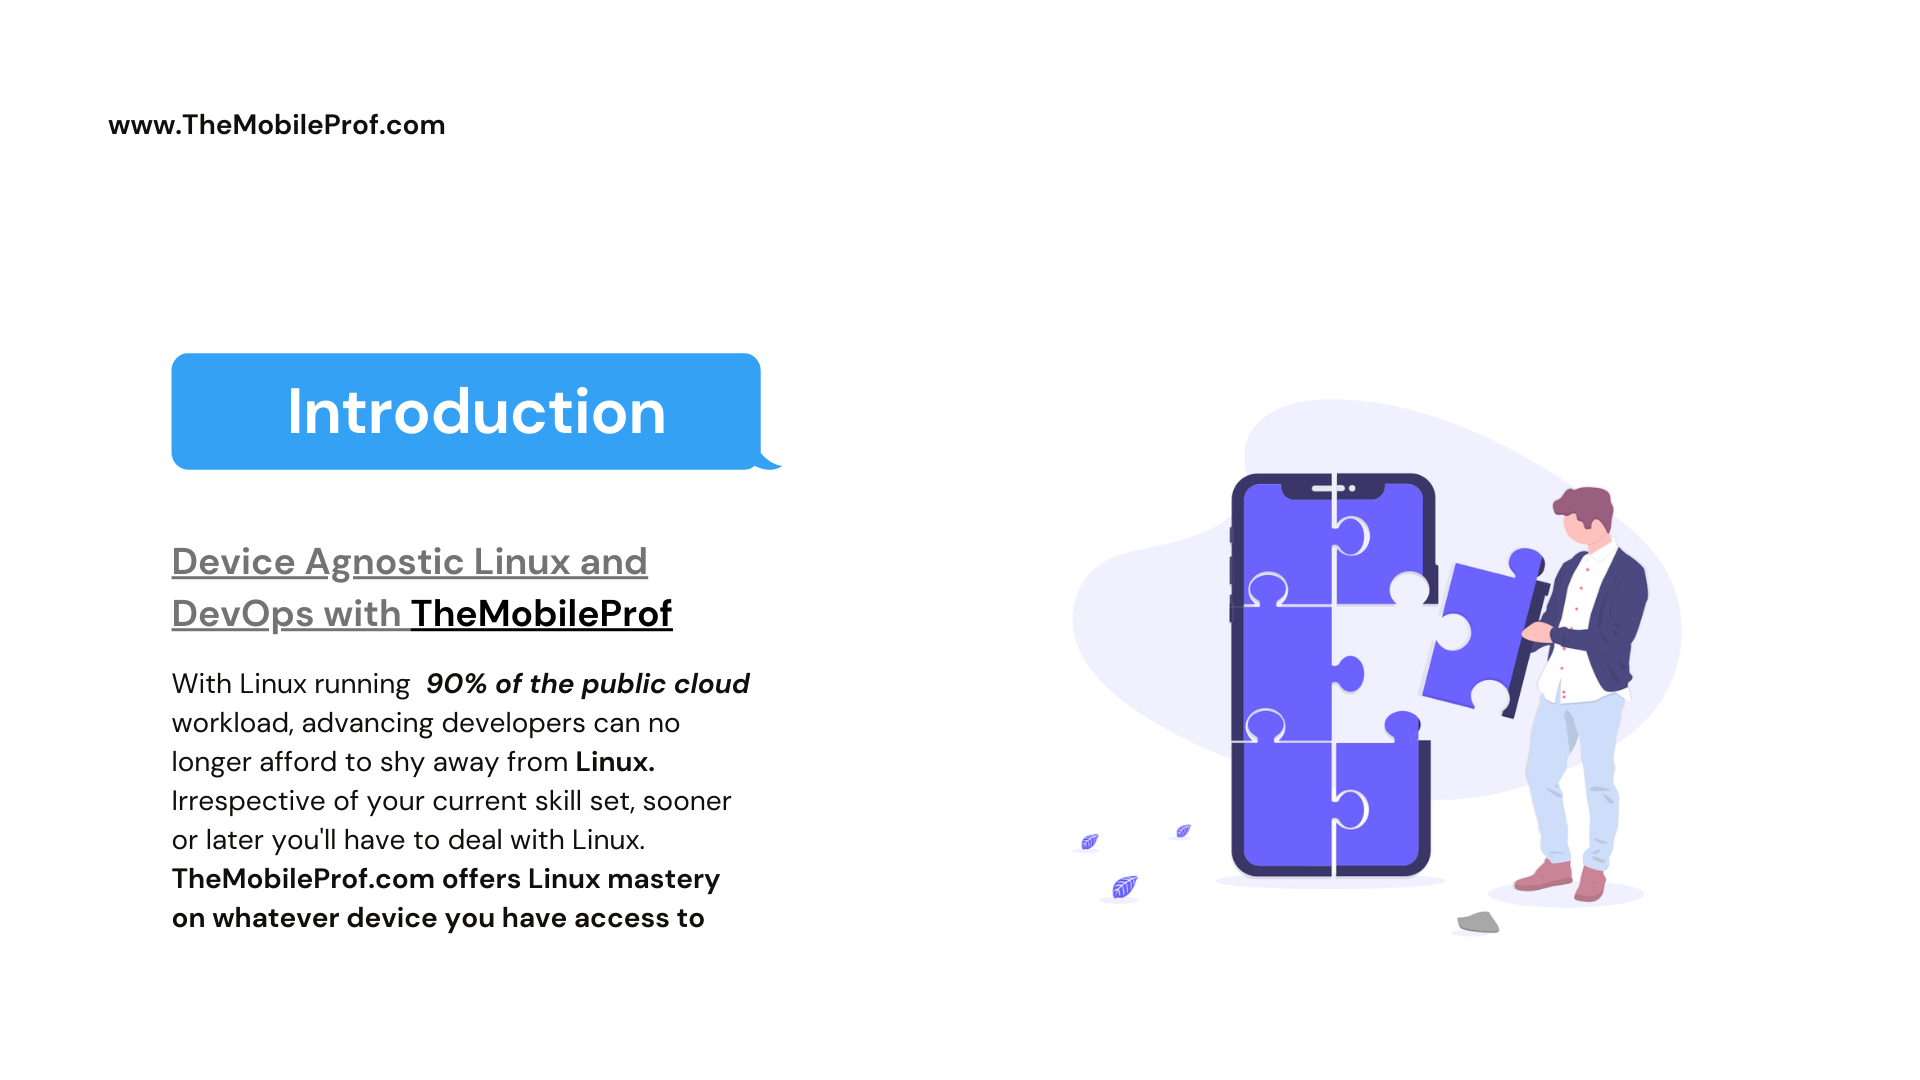 www.TheMobileProf.com
Introduction
Device Agnostic Linux and
DevOps with TheMobileProf
With Linux running  90% of the public cloud
workload, advancing developers can no
longer afford to shy away from Linux.
Irrespective of your current skill set, sooner
or later you'll have to deal with Linux.
TheMobileProf.com offers Linux mastery
on whatever device you have access to